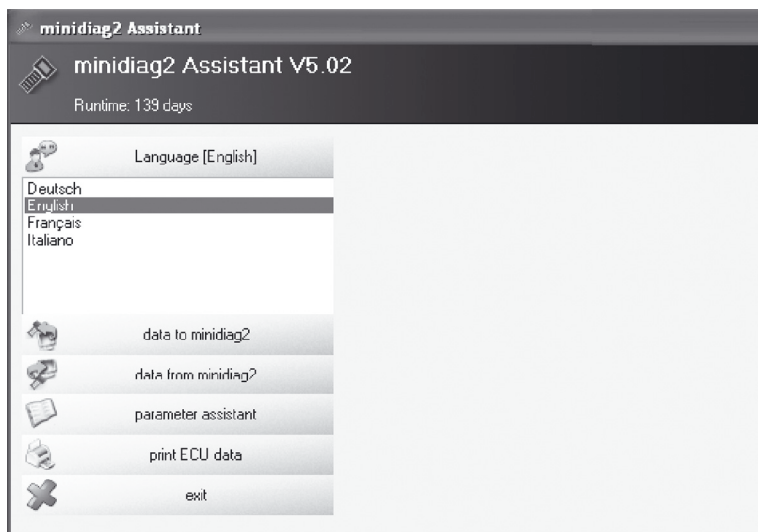 minidiag2 Assistant
minidiag2 Assistant V5.02
Runtime: 139 days
Language [English]
Deutsch
English
Français
Italiano
data to minidiag2
data from minidiag2
parameter assistant
print ECU data
exit